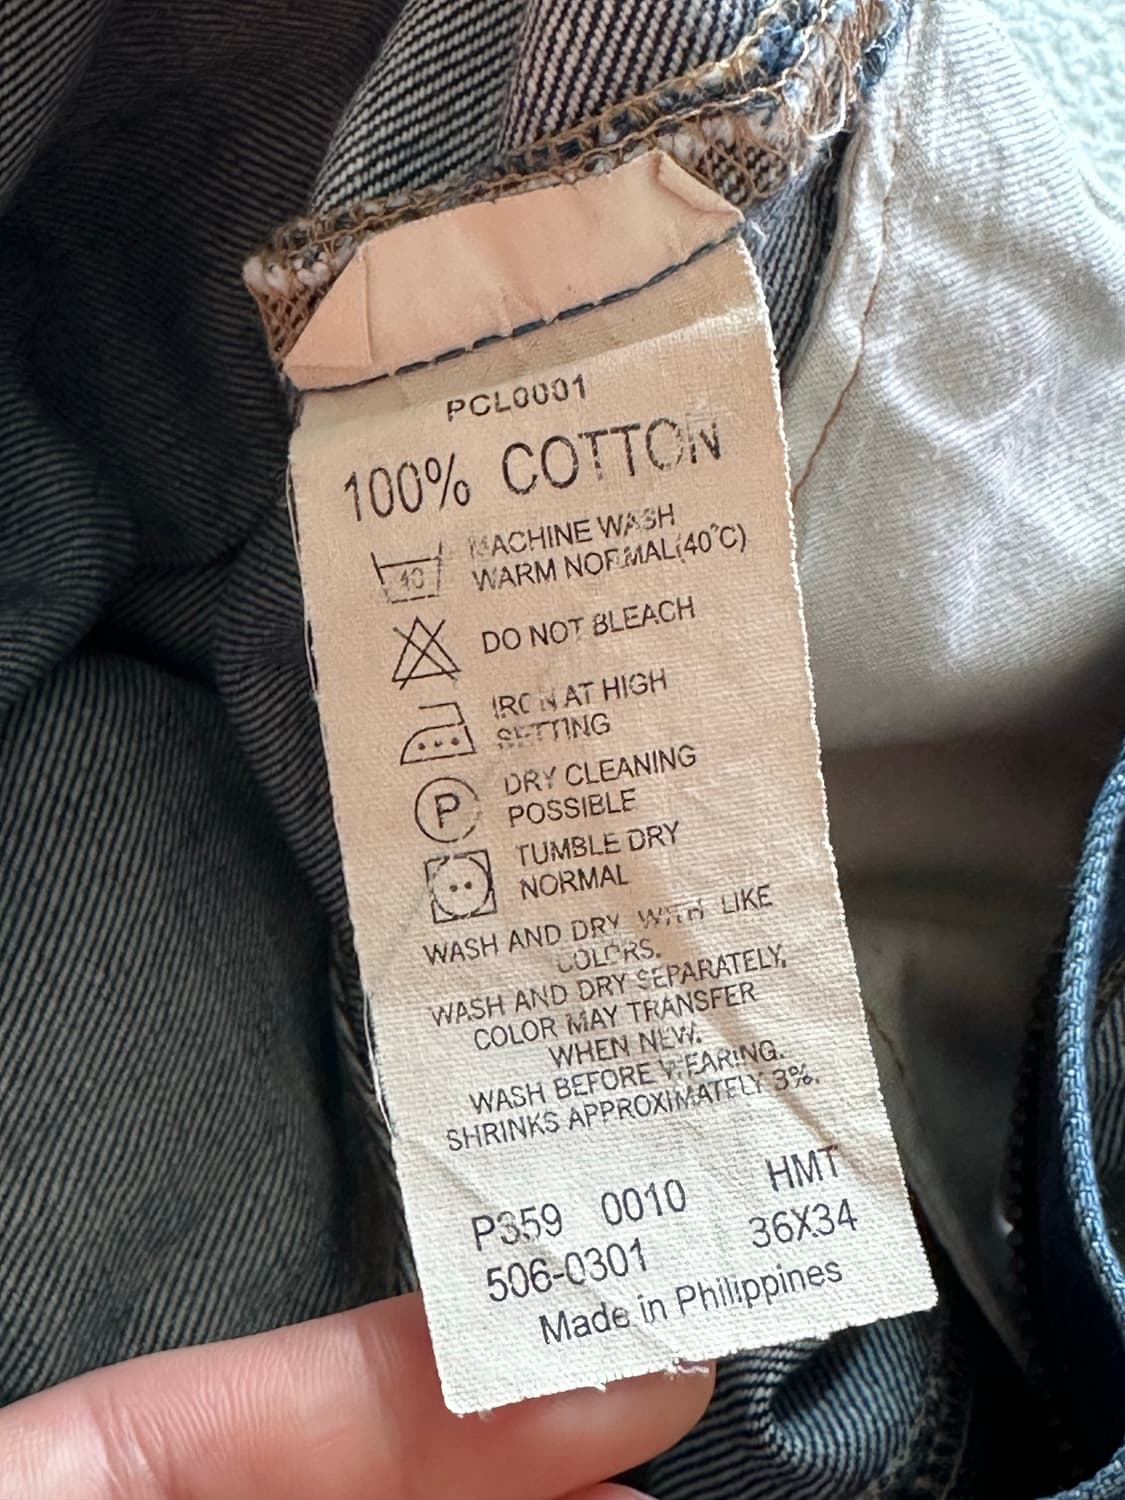 PCL0001
100% COTTON
40
MACHINE WASH
WARM NORMAL(40°C)
DO NOT BLEACH
IRON AT HIGH
SETTING
P
DRY CLEANING
POSSIBLE
TUMBLE DRY
NORMAL
WASH AND DRY WITH LIKE
COLORS.
WASH AND DRY SEPARATELY,
COLOR MAY TRANSFER
WHEN NEW.
WASH BEFORE WEARING.
SHRINKS APPROXIMATELY 3%.
P359 0010 HMT
506-0301 36X34
Made in Philippines